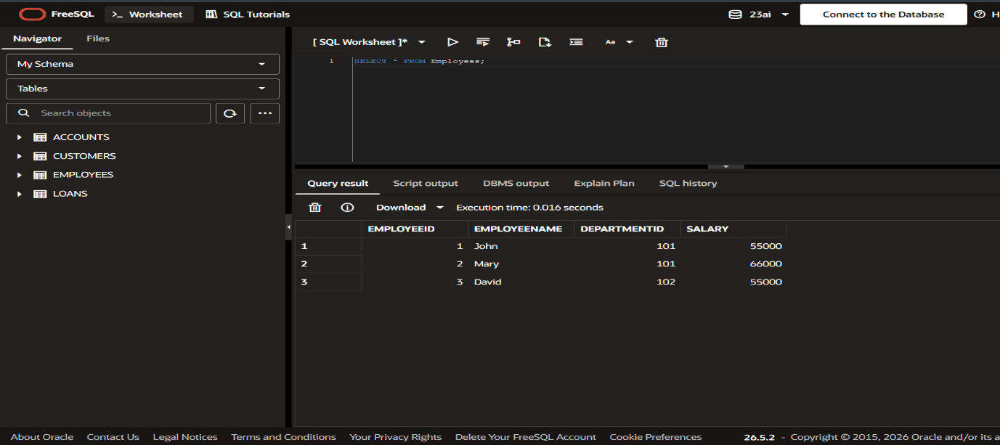 FreeSQL >_ Worksheet SQL Tutorials 23ai Connect to the Database
Navigator Files
My Schema
Tables
Search objects
ACCOUNTS
CUSTOMERS
EMPLOYEES
LOANS
[ SQL Worksheet ]* Aa
1 SELECT * FROM Employees;
Query result Script output DBMS output Explain Plan SQL history
Download Execution time: 0.016 seconds
EMPLOYEEID EMPLOYEENAME DEPARTMENTID SALARY
1 1 John 101 55000
2 2 Mary 101 66000
3 3 David 102 55000
About Oracle Contact Us Legal Notices Terms and Conditions Your Privacy Rights Delete Your FreeSQL Account Cookie Preferences 26.5.2 - Copyright © 2015, 2026 Oracle and/or its